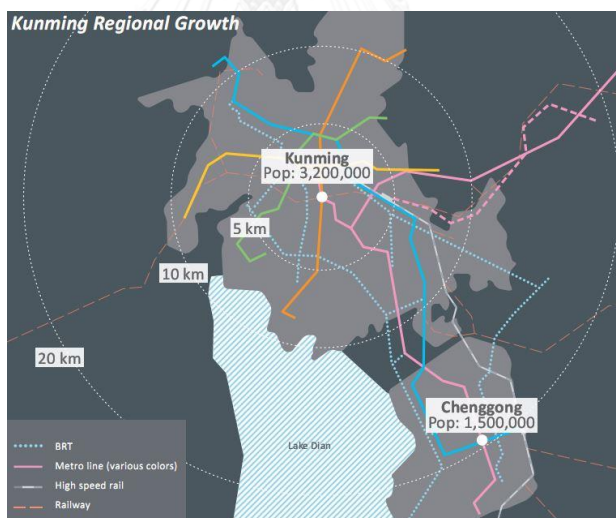 Kunming Regional Growth
Kunming
Pop: 3,200,000
5 km
10 km
20 km
Chenggong
Pop: 1,500,000
Lake Dian
BRT
Metro line (various colors)
High speed rail
Railway